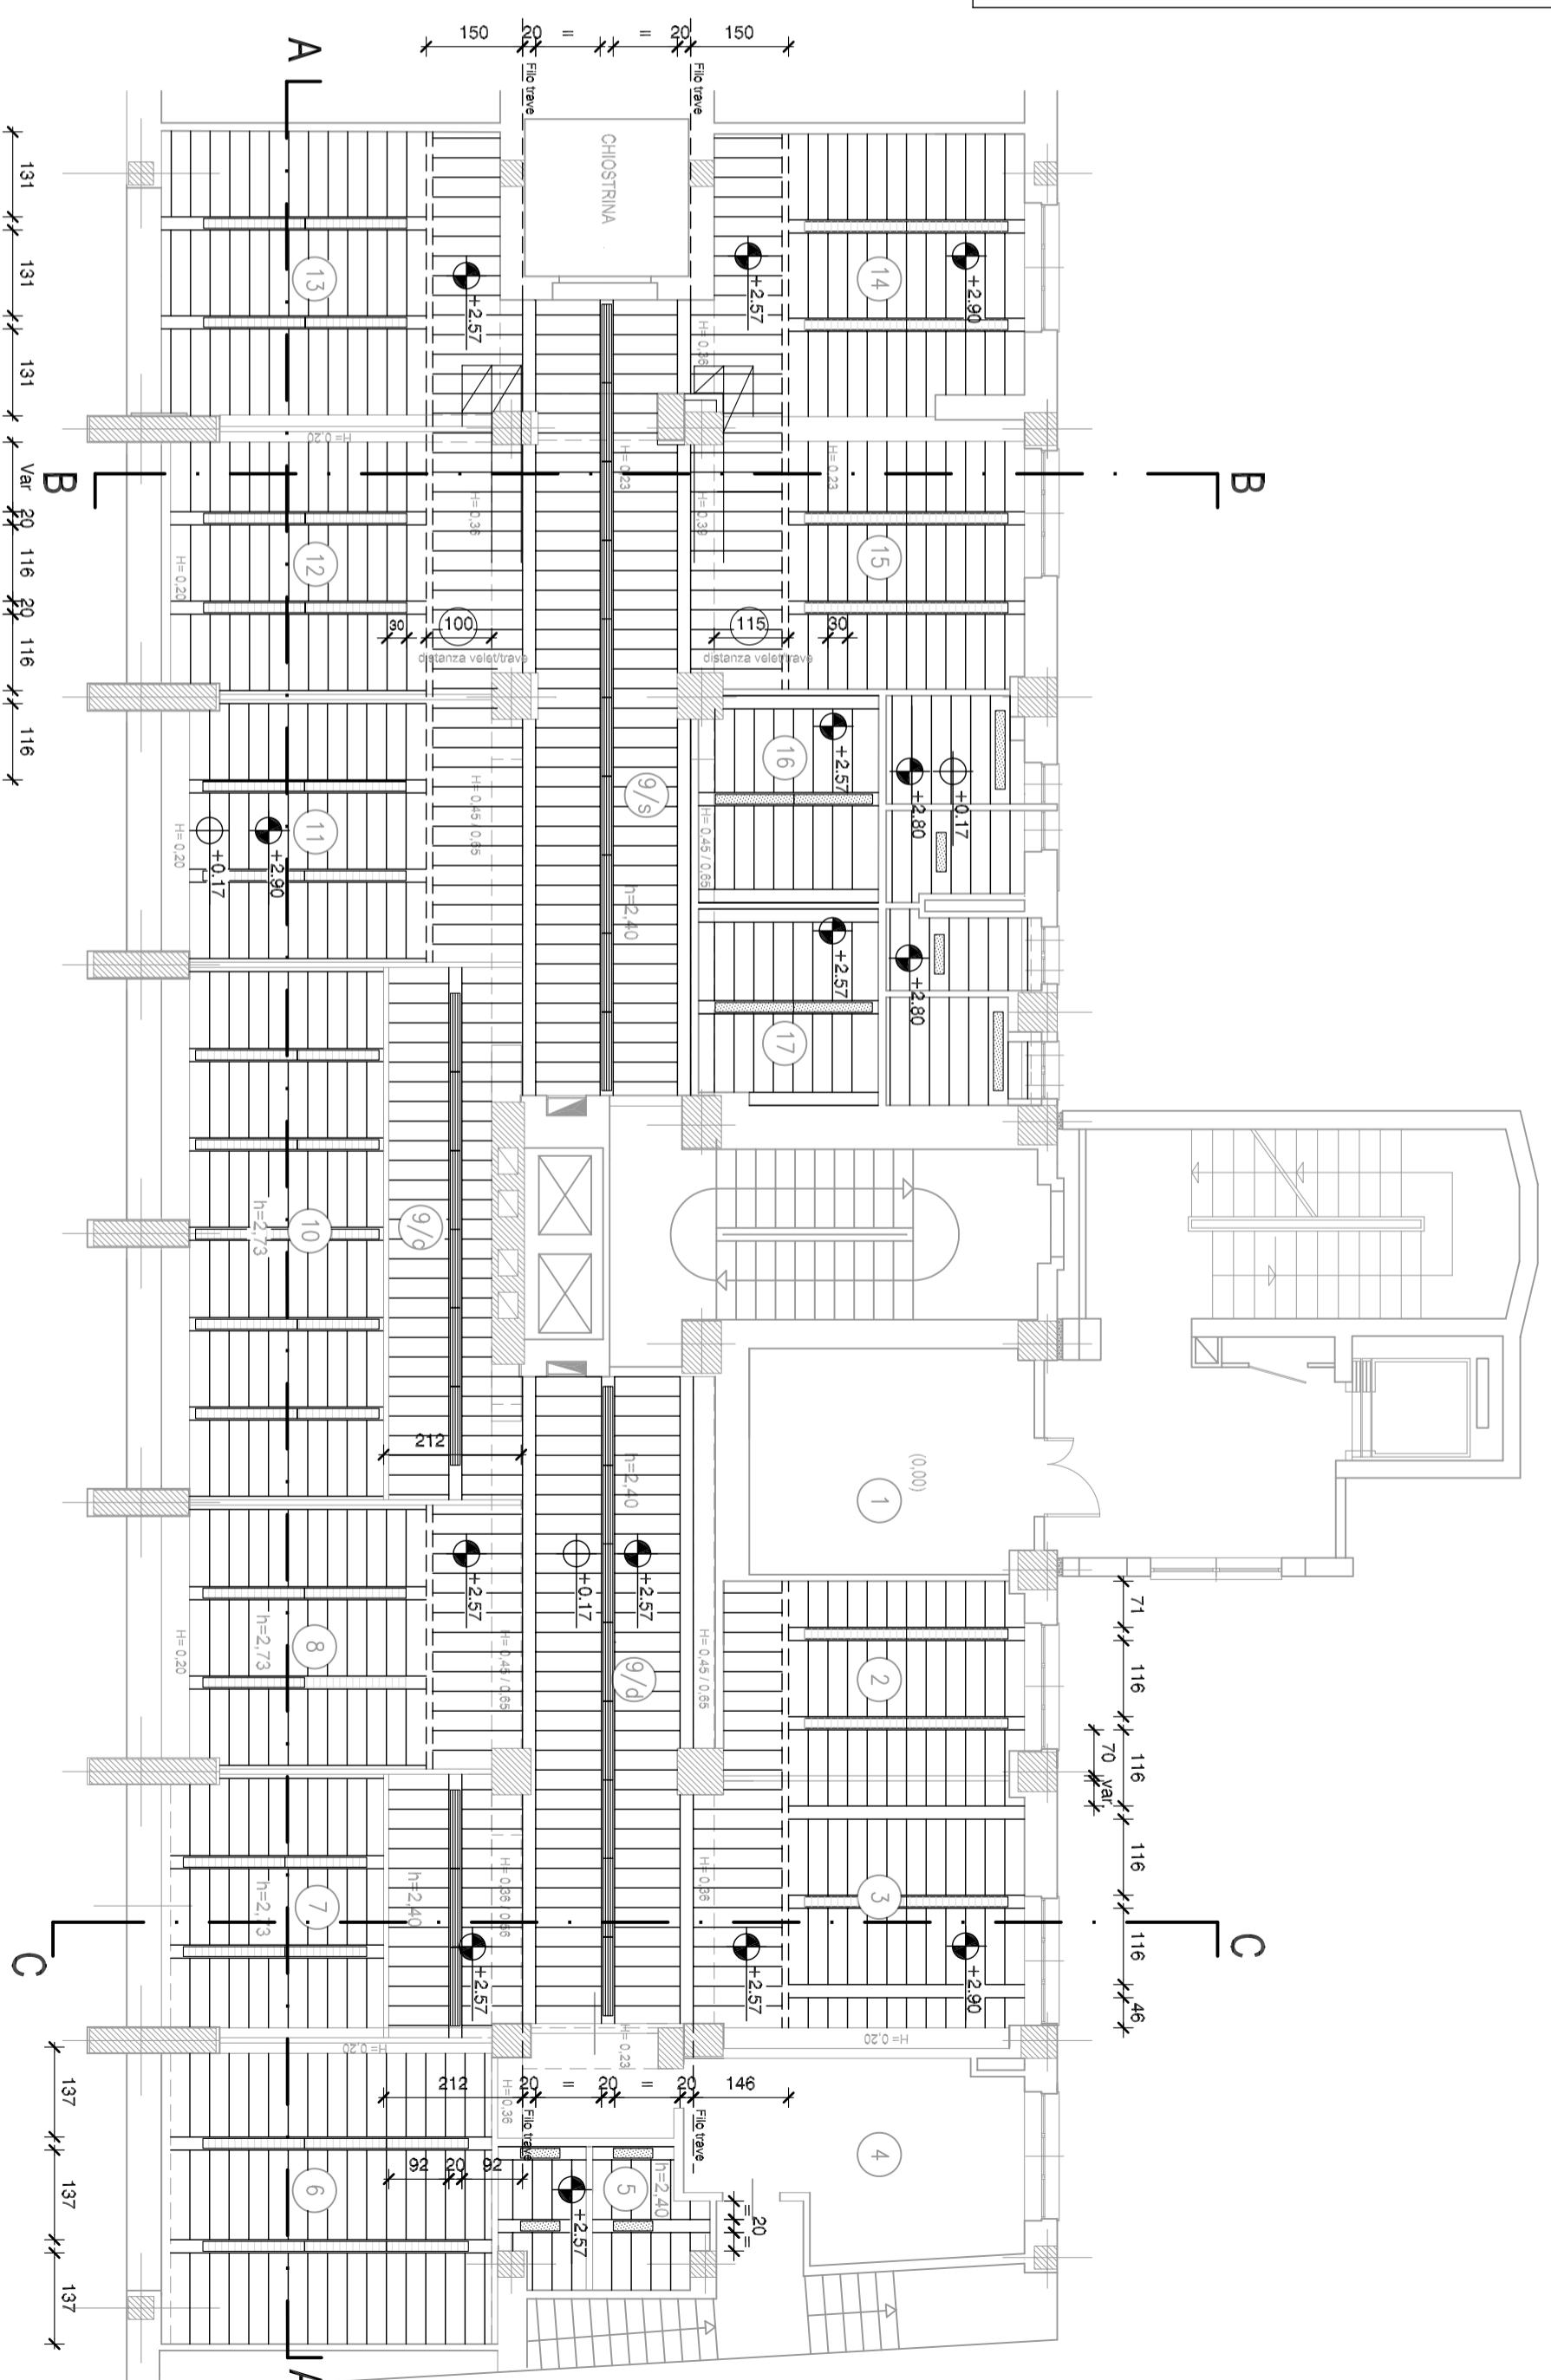 150
20
=
=
20
150
Filo trave
Filo trave
A
CHIOSTRINA
131
131
131
Var
20
116
20
116
116
13
+2.57
+2.57
14
+2.90
H= 0,36
H= 0,20
B
B
H= 0,23
H= 0,23
H= 0,36
H= 0,39
12
H= 0,20
15
30
100
115
30
distanza velet/trave
distanza velet/trave
16
+2.57
+2.80
+0.17
9/s
H= 0,45 / 0,65
H= 0,45 / 0,65
11
H= 0,20
+2.90
+0.17
h=2,40
+2.57
+2.80
17
10
h=2,73
9/c
212
h=2,40
(0,00)
1
+2.57
+0.17
+2.57
71
116
116
70
var
116
116
46
8
h=2,73
H= 0,20
H= 0,45 / 0,65
9/d
H= 0,45 / 0,65
2
3
7
h=2,73
h=2,40
H= 0,36
C
C
+2.57
+2.57
+2.90
H= 0,20
H= 0,20
H= 0,23
212
20
=
20
=
20
146
H= 0,36
Filo trave
Filo trave
137
137
137
92
20
92
6
+2.57
5
h=2,40
4
=
20
=
A